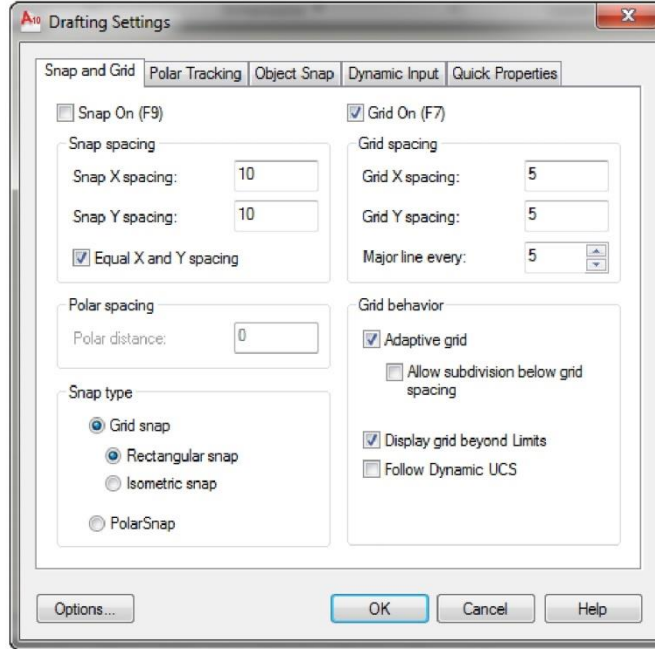 A10 Drafting Settings
Snap and Grid Polar Tracking Object Snap Dynamic Input Quick Properties
Snap On (F9)
Snap spacing
Snap X spacing: 10
Snap Y spacing: 10
Equal X and Y spacing
Polar spacing
Polar distance: 0
Snap type
Grid snap
Rectangular snap
Isometric snap
PolarSnap
Grid On (F7)
Grid spacing
Grid X spacing: 5
Grid Y spacing: 5
Major line every: 5
Grid behavior
Adaptive grid
Allow subdivision below grid
spacing
Display grid beyond Limits
Follow Dynamic UCS
Options... OK Cancel Help